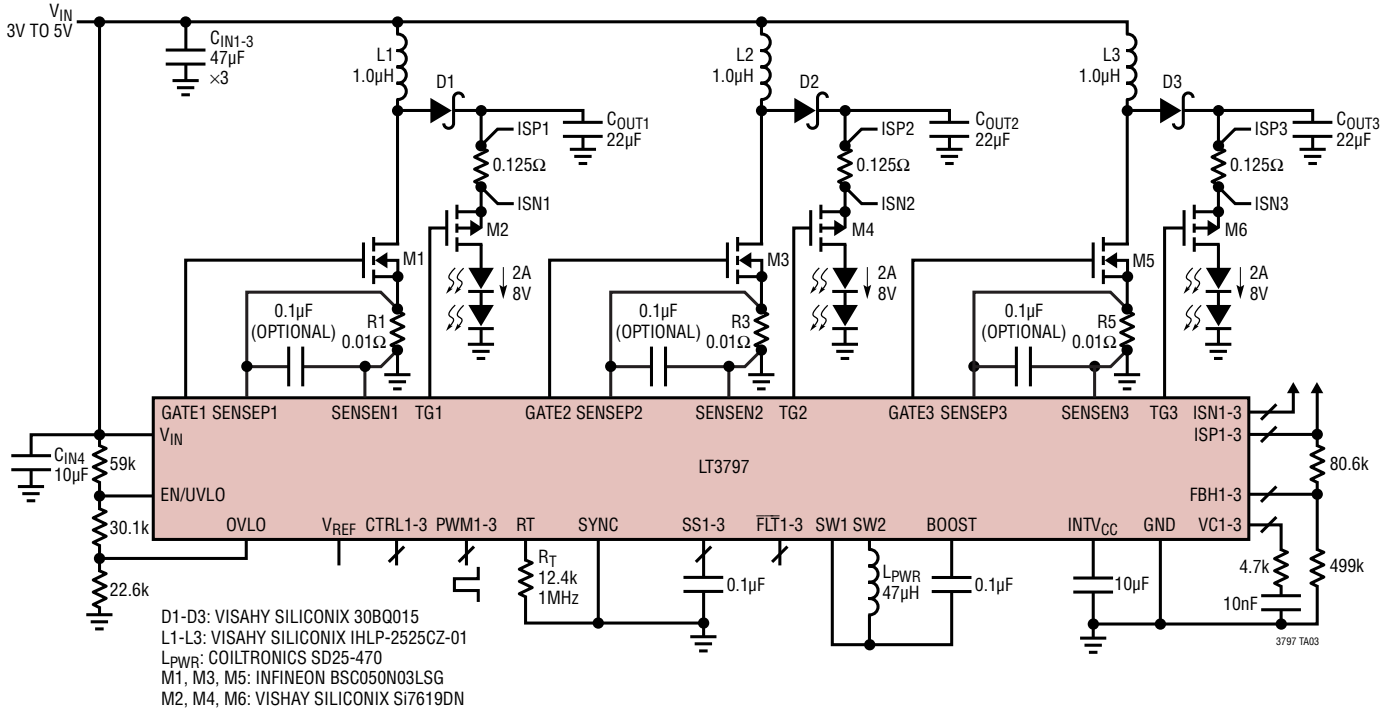 VIN
3V TO 5V
CIN1-3
47µF
×3
L1
1.0µH
D1
ISP1
COUT1
22µF
0.125Ω
ISN1
M2
M1
2A
8V
0.1µF
(OPTIONAL)
R1
0.01Ω
L2
1.0µH
D2
ISP2
COUT2
22µF
0.125Ω
ISN2
M4
M3
2A
8V
0.1µF
(OPTIONAL)
R3
0.01Ω
L3
1.0µH
D3
ISP3
COUT3
22µF
0.125Ω
ISN3
M6
M5
2A
8V
0.1µF
(OPTIONAL)
R5
0.01Ω
GATE1 SENSEP1 SENSEN1 TG1 GATE2 SENSEP2 SENSEN2 TG2 GATE3 SENSEP3 SENSEN3 TG3 ISN1-3
VIN
ISP1-3
CIN4
10µF
59k
LT3797
80.6k
EN/UVLO
FBH1-3
30.1k
OVLO VREF CTRL1-3 PWM1-3 RT SYNC SS1-3 FLT1-3 SW1 SW2 BOOST INTVCC GND VC1-3
22.6k
RT
12.4k
1MHz
0.1µF
LPWR
47µH
0.1µF
10µF
4.7k
499k
10nF
D1-D3: VISAHY SILICONIX 30BQ015
L1-L3: VISAHY SILICONIX IHLP-2525CZ-01
LPWR: COILTRONICS SD25-470
M1, M3, M5: INFINEON BSC050N03LSG
M2, M4, M6: VISHAY SILICONIX Si7619DN
3797 TA03